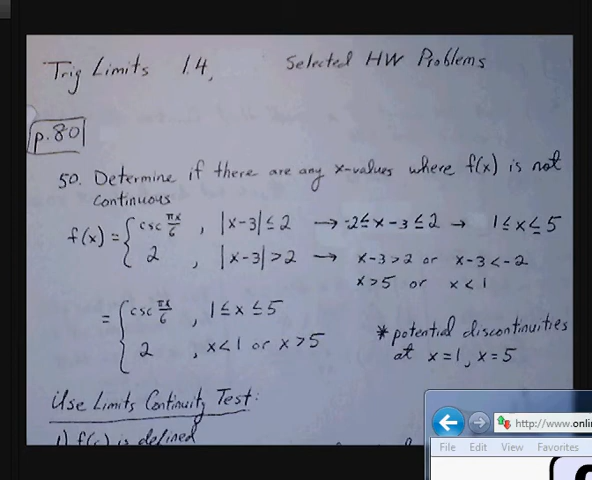 Trig Limits 1.4, Selected HW Problems
p.80
50. Determine if there are any x-values where f(x) is not
continuous
f(x) = { csc πx/6 , |x-3| ≤ 2 → -2 ≤ x-3 ≤ 2 → 1 ≤ x ≤ 5
2 , |x-3| > 2 → x-3 > 2 or x-3 < -2
x > 5 or x < 1
= { csc πx/6 , 1 ≤ x ≤ 5
2 , x < 1 or x > 5
* potential discontinuities
at x = 1, x = 5
Use Limits Continuity Test:
1) f(c) is defined
http://www.onli
File Edit View Favorites